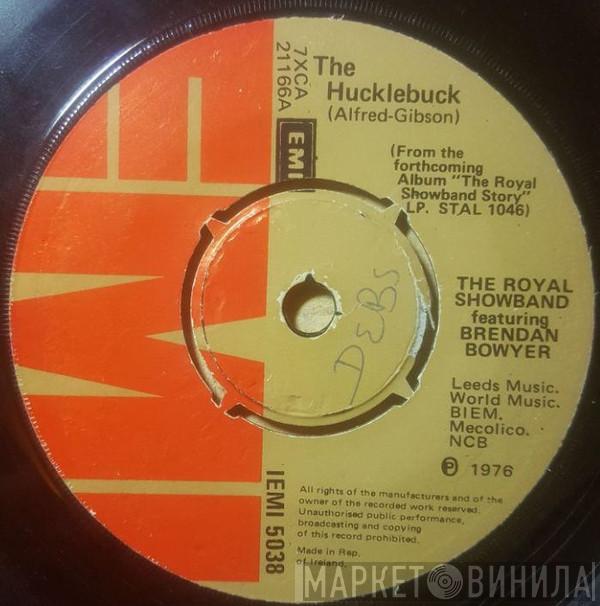 The
Hucklebuck
(Alfred-Gibson)
7XCA
21166A
EMI
(From the
forthcoming
Album "The Royal
Showband Story"
LP. STAL 1046)
THE ROYAL
SHOWBAND
featuring
BRENDAN
BOWYER
DEBS
Leeds Music.
World Music.
BIEM.
Mecolico.
NCB
℗ 1976
IEMI 5038
All rights of the manufacturers and of the
owner of the recorded work reserved.
Unauthorised public performance,
broadcasting and copying
of this record prohibited.
Made in Rep.
of Ireland.
EMI
МАРКЕТ ВИНИЛА